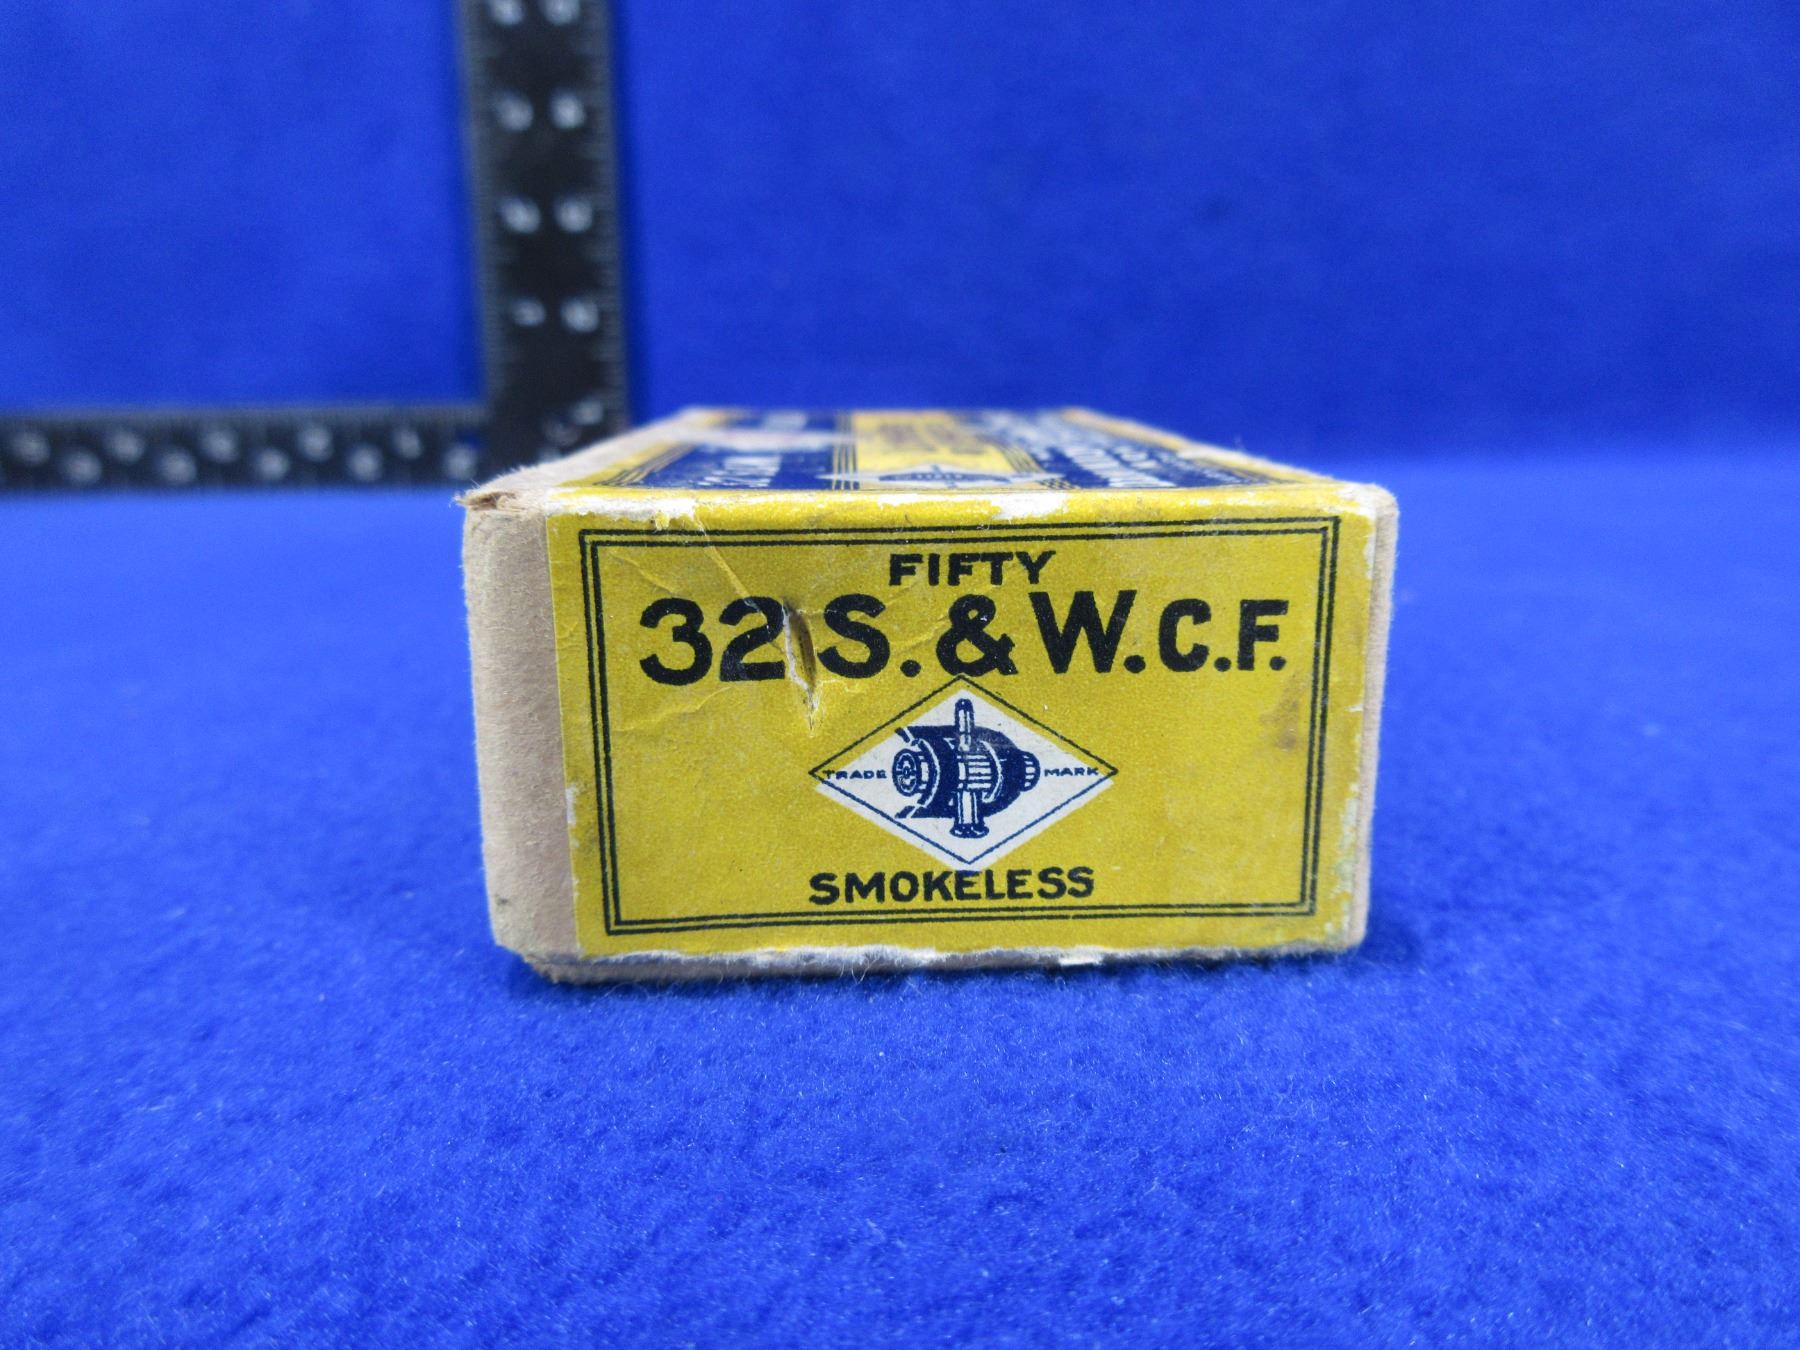 FIFTY
32 S. & W. C.F.
TRADE MARK
SMOKELESS